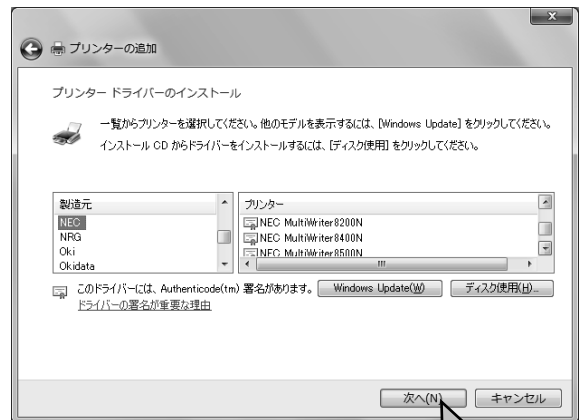 プリンターの追加
プリンター ドライバーのインストール
一覧からプリンターを選択してください。他のモデルを表示するには、[Windows Update] をクリックしてください。
インストール CD からドライバーをインストールするには、[ディスク使用] をクリックしてください。
製造元
NEC
NRG
Oki
Okidata
プリンター
NEC MultiWriter8200N
NEC MultiWriter8400N
NEC MultiWriter8500N
このドライバーには、Authenticode(tm) 署名があります。
Windows Update(W)
ディスク使用(H)...
ドライバーの署名が重要な理由
次へ(N)
キャンセル